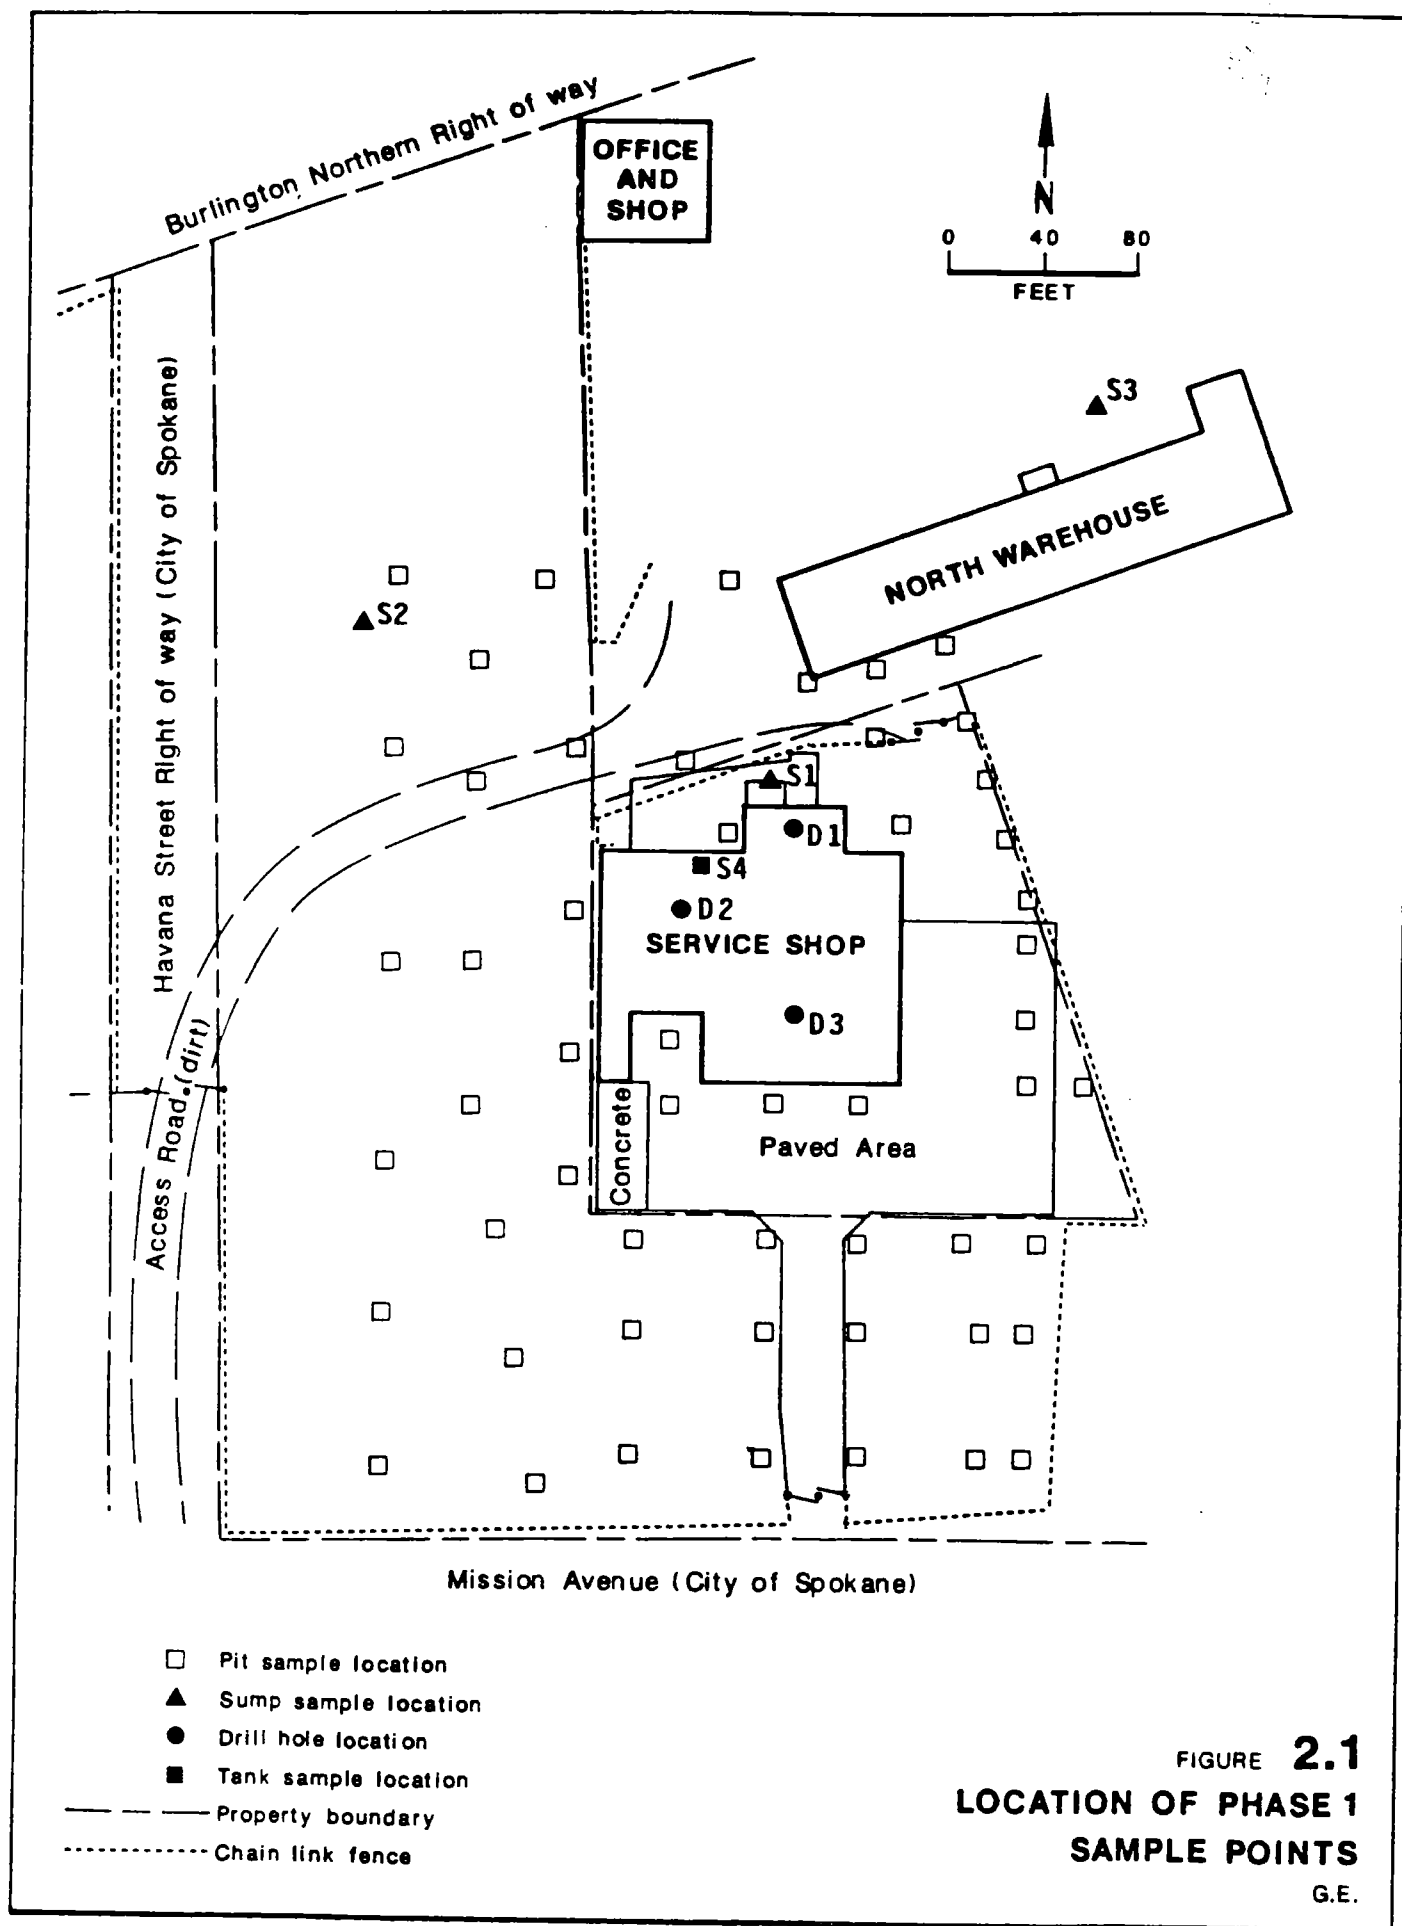 Burlington Northern Right of way
OFFICE
AND
SHOP
N
0 40 80
FEET
S3
NORTH WAREHOUSE
Havana Street Right of way (City of Spokane)
S2
S1
D1
S4
D2
SERVICE SHOP
D3
Access Road (dirt)
Concrete
Paved Area
Mission Avenue (City of Spokane)
Pit sample location
Sump sample location
Drill hole location
Tank sample location
Property boundary
Chain link fence
FIGURE 2.1
LOCATION OF PHASE 1
SAMPLE POINTS
G.E.